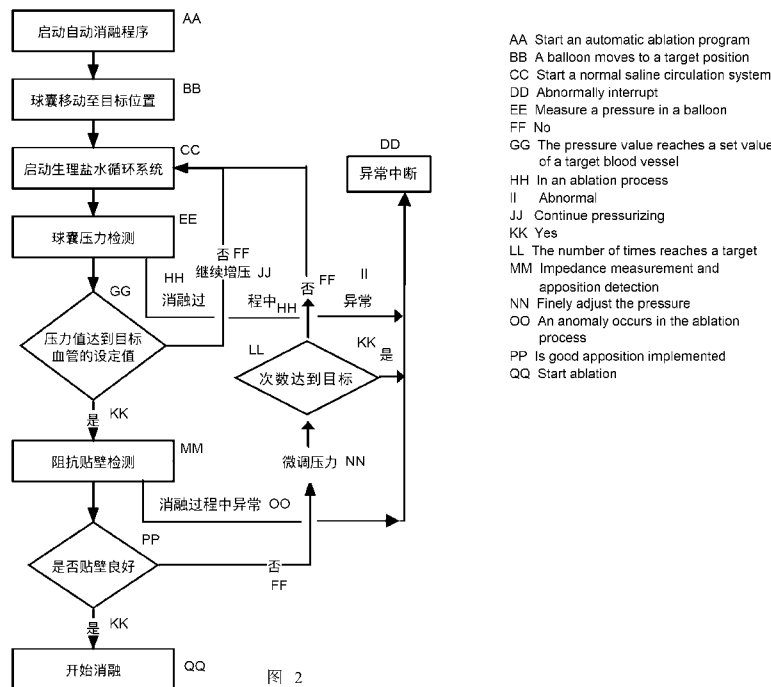 启动自动消融程序 AA
球囊移动至目标位置 BB
CC
启动生理盐水循环系统
DD
异常中断
球囊压力检测 EE
否 FF
继续增压 JJ
HH
消融过
程中 HH
II
异常
否 FF
GG
压力值达到目标
血管的设定值
LL
次数达到目标
KK
是
是 KK
阻抗贴壁检测 MM
微调压力 NN
消融过程中异常 OO
PP
是否贴壁良好
否
FF
是 KK
开始消融 QQ
图 2
AA Start an automatic ablation program
BB A balloon moves to a target position
CC Start a normal saline circulation system
DD Abnormally interrupt
EE Measure a pressure in a balloon
FF No
GG The pressure value reaches a set value
of a target blood vessel
HH In an ablation process
II Abnormal
JJ Continue pressurizing
KK Yes
LL The number of times reaches a target
MM Impedance measurement and
apposition detection
NN Finely adjust the pressure
OO An anomaly occurs in the ablation
process
PP Is good apposition implemented
QQ Start ablation